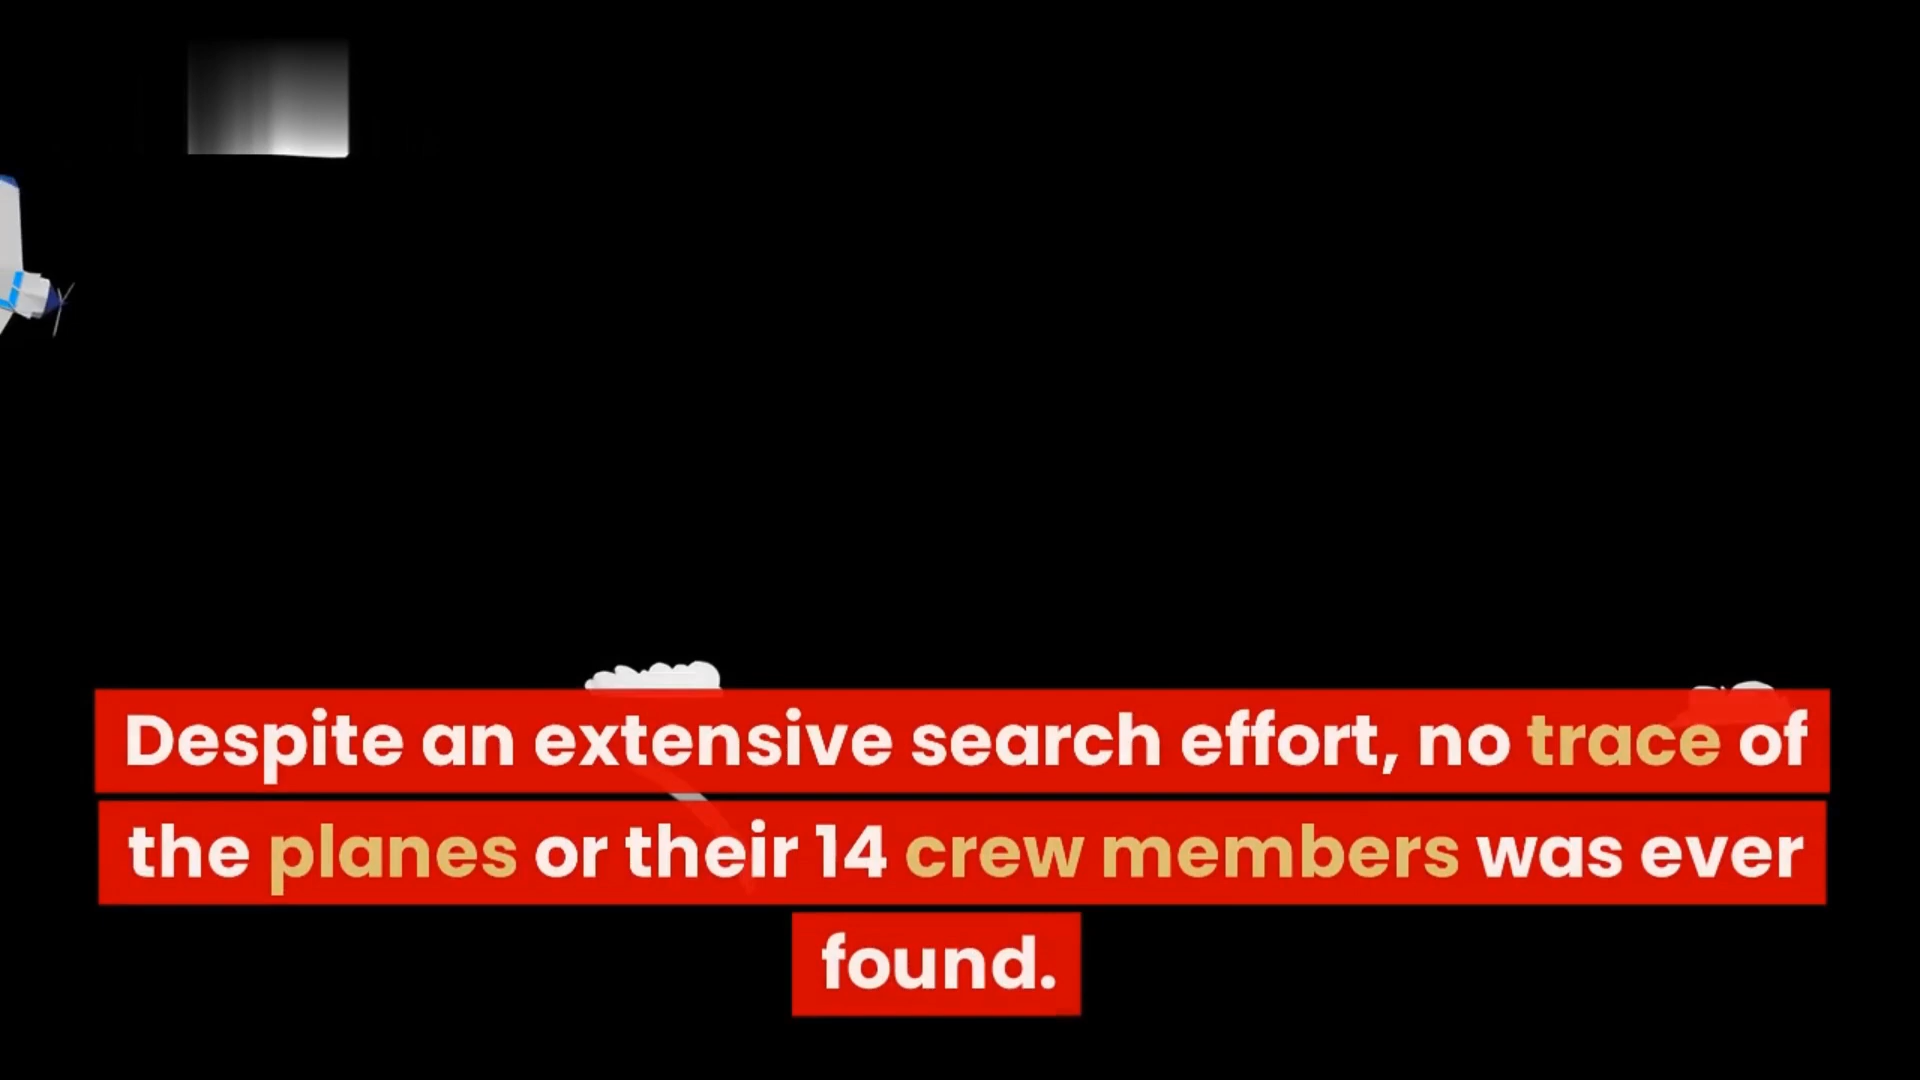 Despite an extensive search effort, no trace of
the planes or their 14 crew members was ever
found.